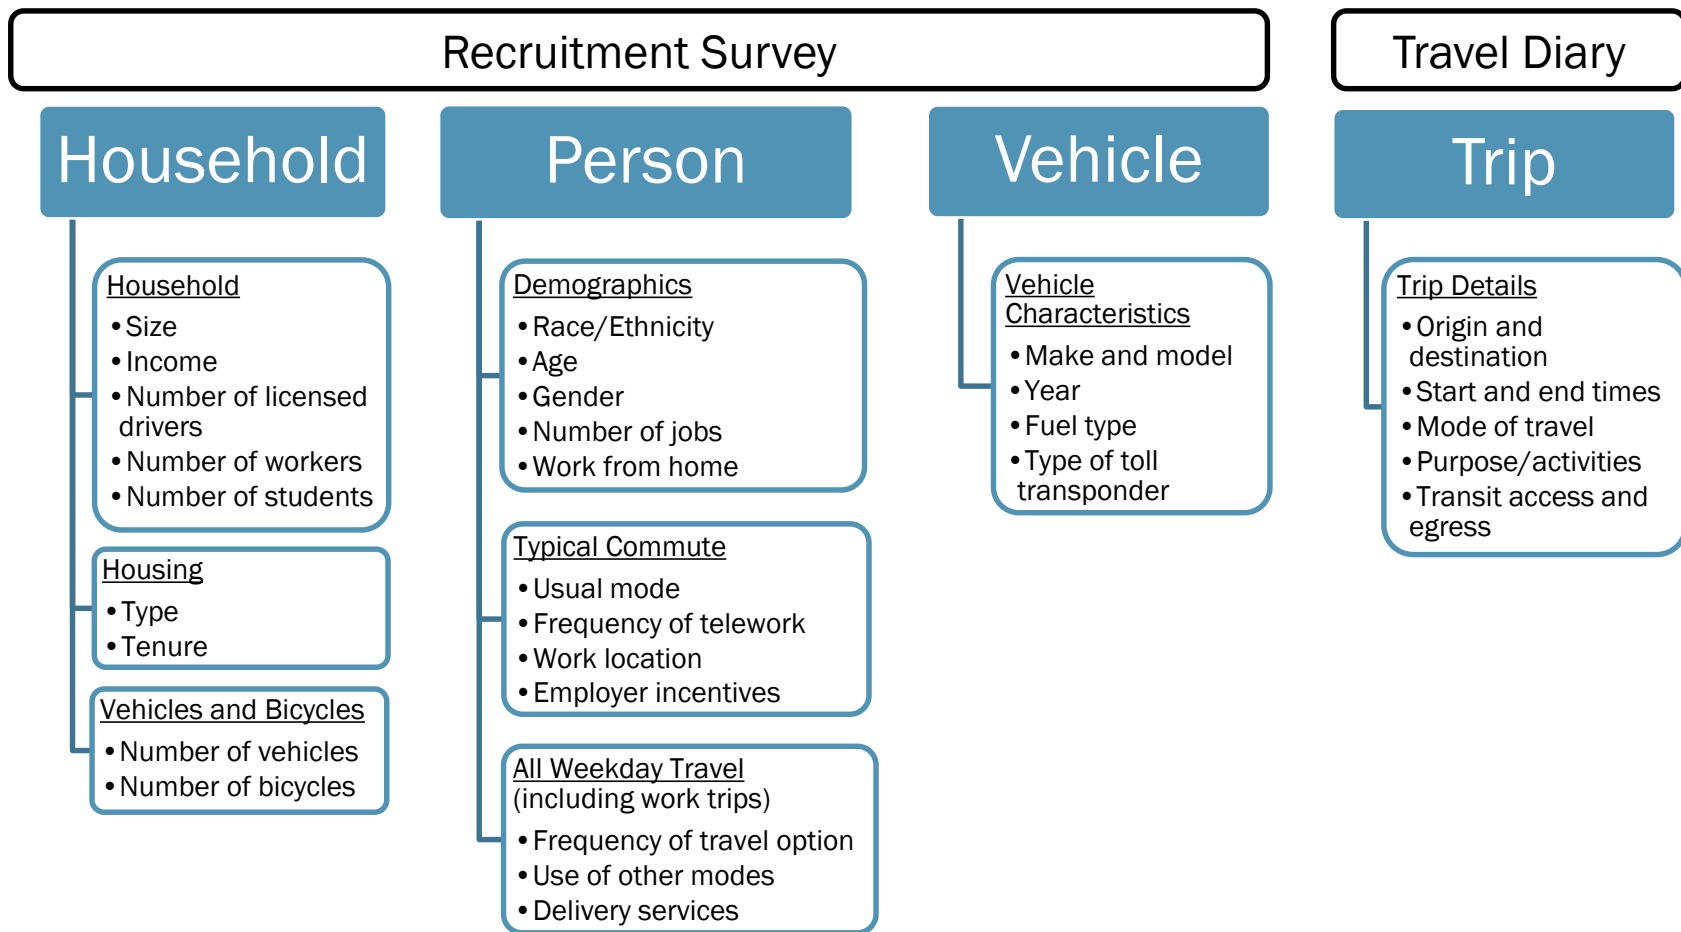 Recruitment Survey
Travel Diary
Household
Person
Vehicle
Trip
Household
•Size
•Income
•Number of licensed
drivers
•Number of workers
•Number of students
Housing
•Type
•Tenure
Vehicles and Bicycles
•Number of vehicles
•Number of bicycles
Demographics
•Race/Ethnicity
•Age
•Gender
•Number of jobs
•Work from home
Typical Commute
•Usual mode
•Frequency of telework
•Work location
•Employer incentives
All Weekday Travel
(including work trips)
•Frequency of travel option
•Use of other modes
•Delivery services
Vehicle
Characteristics
•Make and model
•Year
•Fuel type
•Type of toll
transponder
Trip Details
•Origin and
destination
•Start and end times
•Mode of travel
•Purpose/activities
•Transit access and
egress